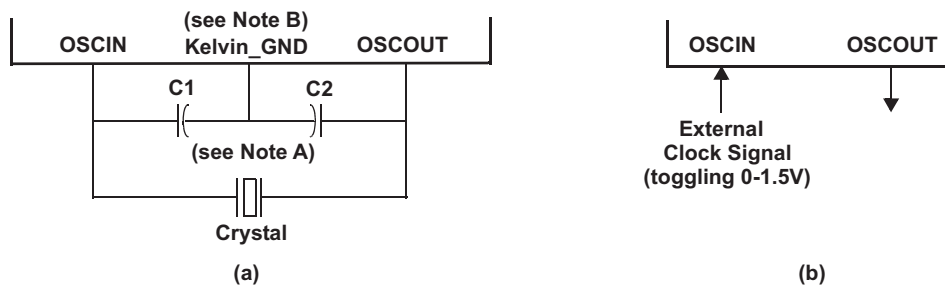 (see Note B)
OSCIN Kelvin_GND OSCOUT
C1 C2
(see Note A)
Crystal
(a)
OSCIN OSCOUT
External
Clock Signal
(toggling 0-1.5V)
(b)